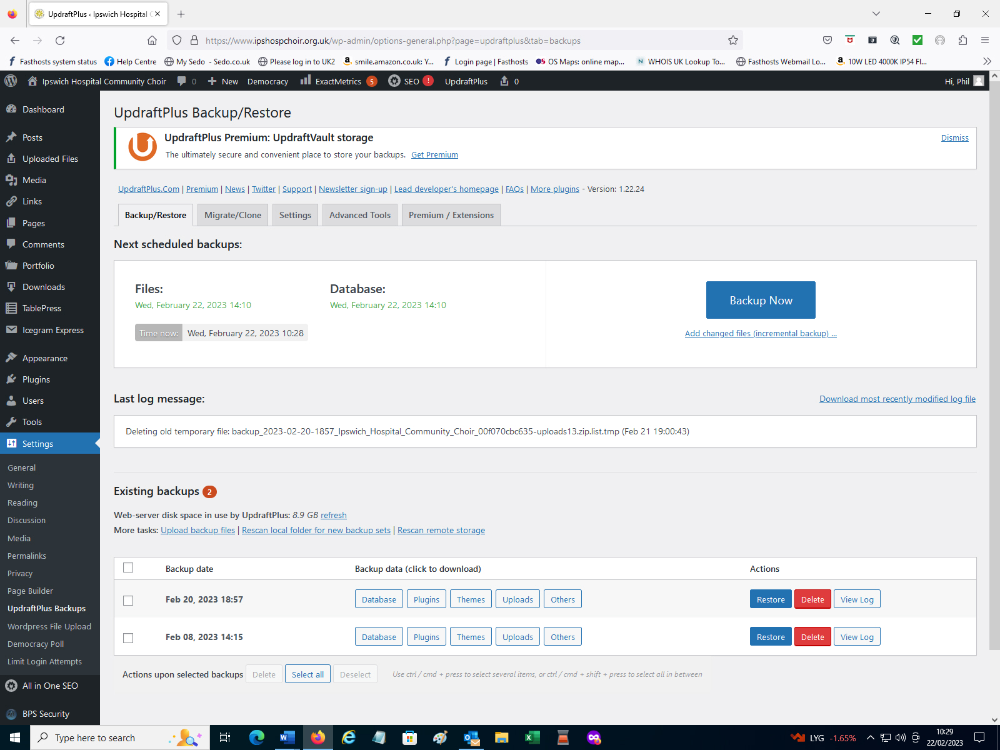 UpdraftPlus ‹ Ipswich Hospital C
https://www.ipshospchoir.org.uk/wp-admin/options-general.php?page=updraftplus&tab=backups
Fasthosts system status Help Centre My Sedo - Sedo.co.uk Please log in to UK2 smile.amazon.co.uk: Y... Login page | Fasthosts OS Maps: online map... WHOIS UK Lookup To... Fasthosts Webmail Lo... 10W LED 4000K IP54 Fl...
Ipswich Hospital Community Choir 0 New Democracy ExactMetrics 5 SEO ! UpdraftPlus 0 Hi, Phil
Dashboard
Posts
Uploaded Files
Media
Links
Pages
Comments
Portfolio
Downloads
TablePress
Icegram Express
Appearance
Plugins
Users
Tools
Settings
General
Writing
Reading
Discussion
Media
Permalinks
Privacy
Page Builder
UpdraftPlus Backups
Wordpress File Upload
Democracy Poll
Limit Login Attempts
All in One SEO
BPS Security
UpdraftPlus Backup/Restore
UpdraftPlus Premium: UpdraftVault storage
Dismiss
The ultimately secure and convenient place to store your backups. Get Premium
UpdraftPlus.Com | Premium | News | Twitter | Support | Newsletter sign-up | Lead developer's homepage | FAQs | More plugins - Version: 1.22.24
Backup/Restore Migrate/Clone Settings Advanced Tools Premium / Extensions
Next scheduled backups:
Files: Database:
Wed, February 22, 2023 14:10 Wed, February 22, 2023 14:10
Time now: Wed, February 22, 2023 10:28
Backup Now
Add changed files (incremental backup) ...
Last log message:
Download most recently modified log file
Deleting old temporary file: backup_2023-02-20-1857_Ipswich_Hospital_Community_Choir_00f070cbc635-uploads13.zip.list.tmp (Feb 21 19:00:43)
Existing backups 2
Web-server disk space in use by UpdraftPlus: 8.9 GB refresh
More tasks: Upload backup files | Rescan local folder for new backup sets | Rescan remote storage
Backup date Backup data (click to download) Actions
Feb 20, 2023 18:57 Database Plugins Themes Uploads Others Restore Delete View Log
Feb 08, 2023 14:15 Database Plugins Themes Uploads Others Restore Delete View Log
Actions upon selected backups Delete Select all Deselect Use ctrl / cmd + press to select several items, or ctrl / cmd + shift + press to select all in between
Type here to search
LYG -1.65%
10:29
22/02/2023